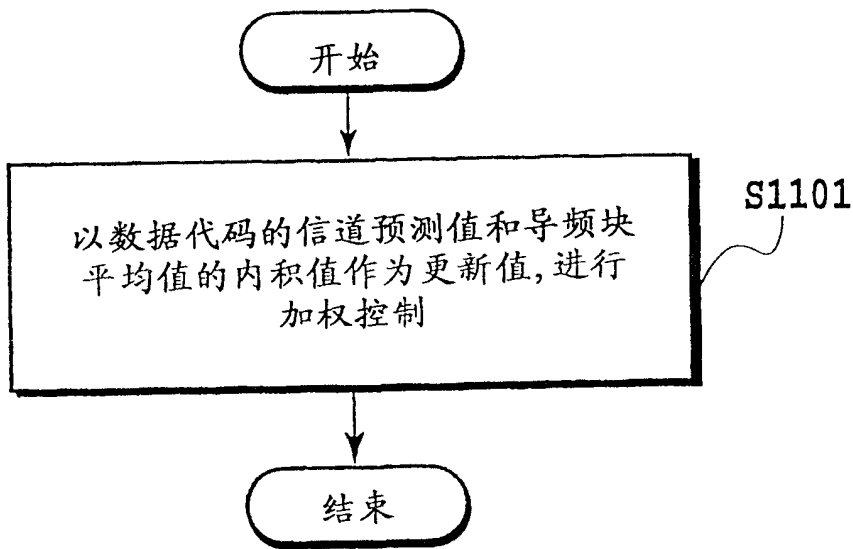 开始
以数据代码的信道预测值和导频块
平均值的内积值作为更新值,进行
加权控制
S1101
结束